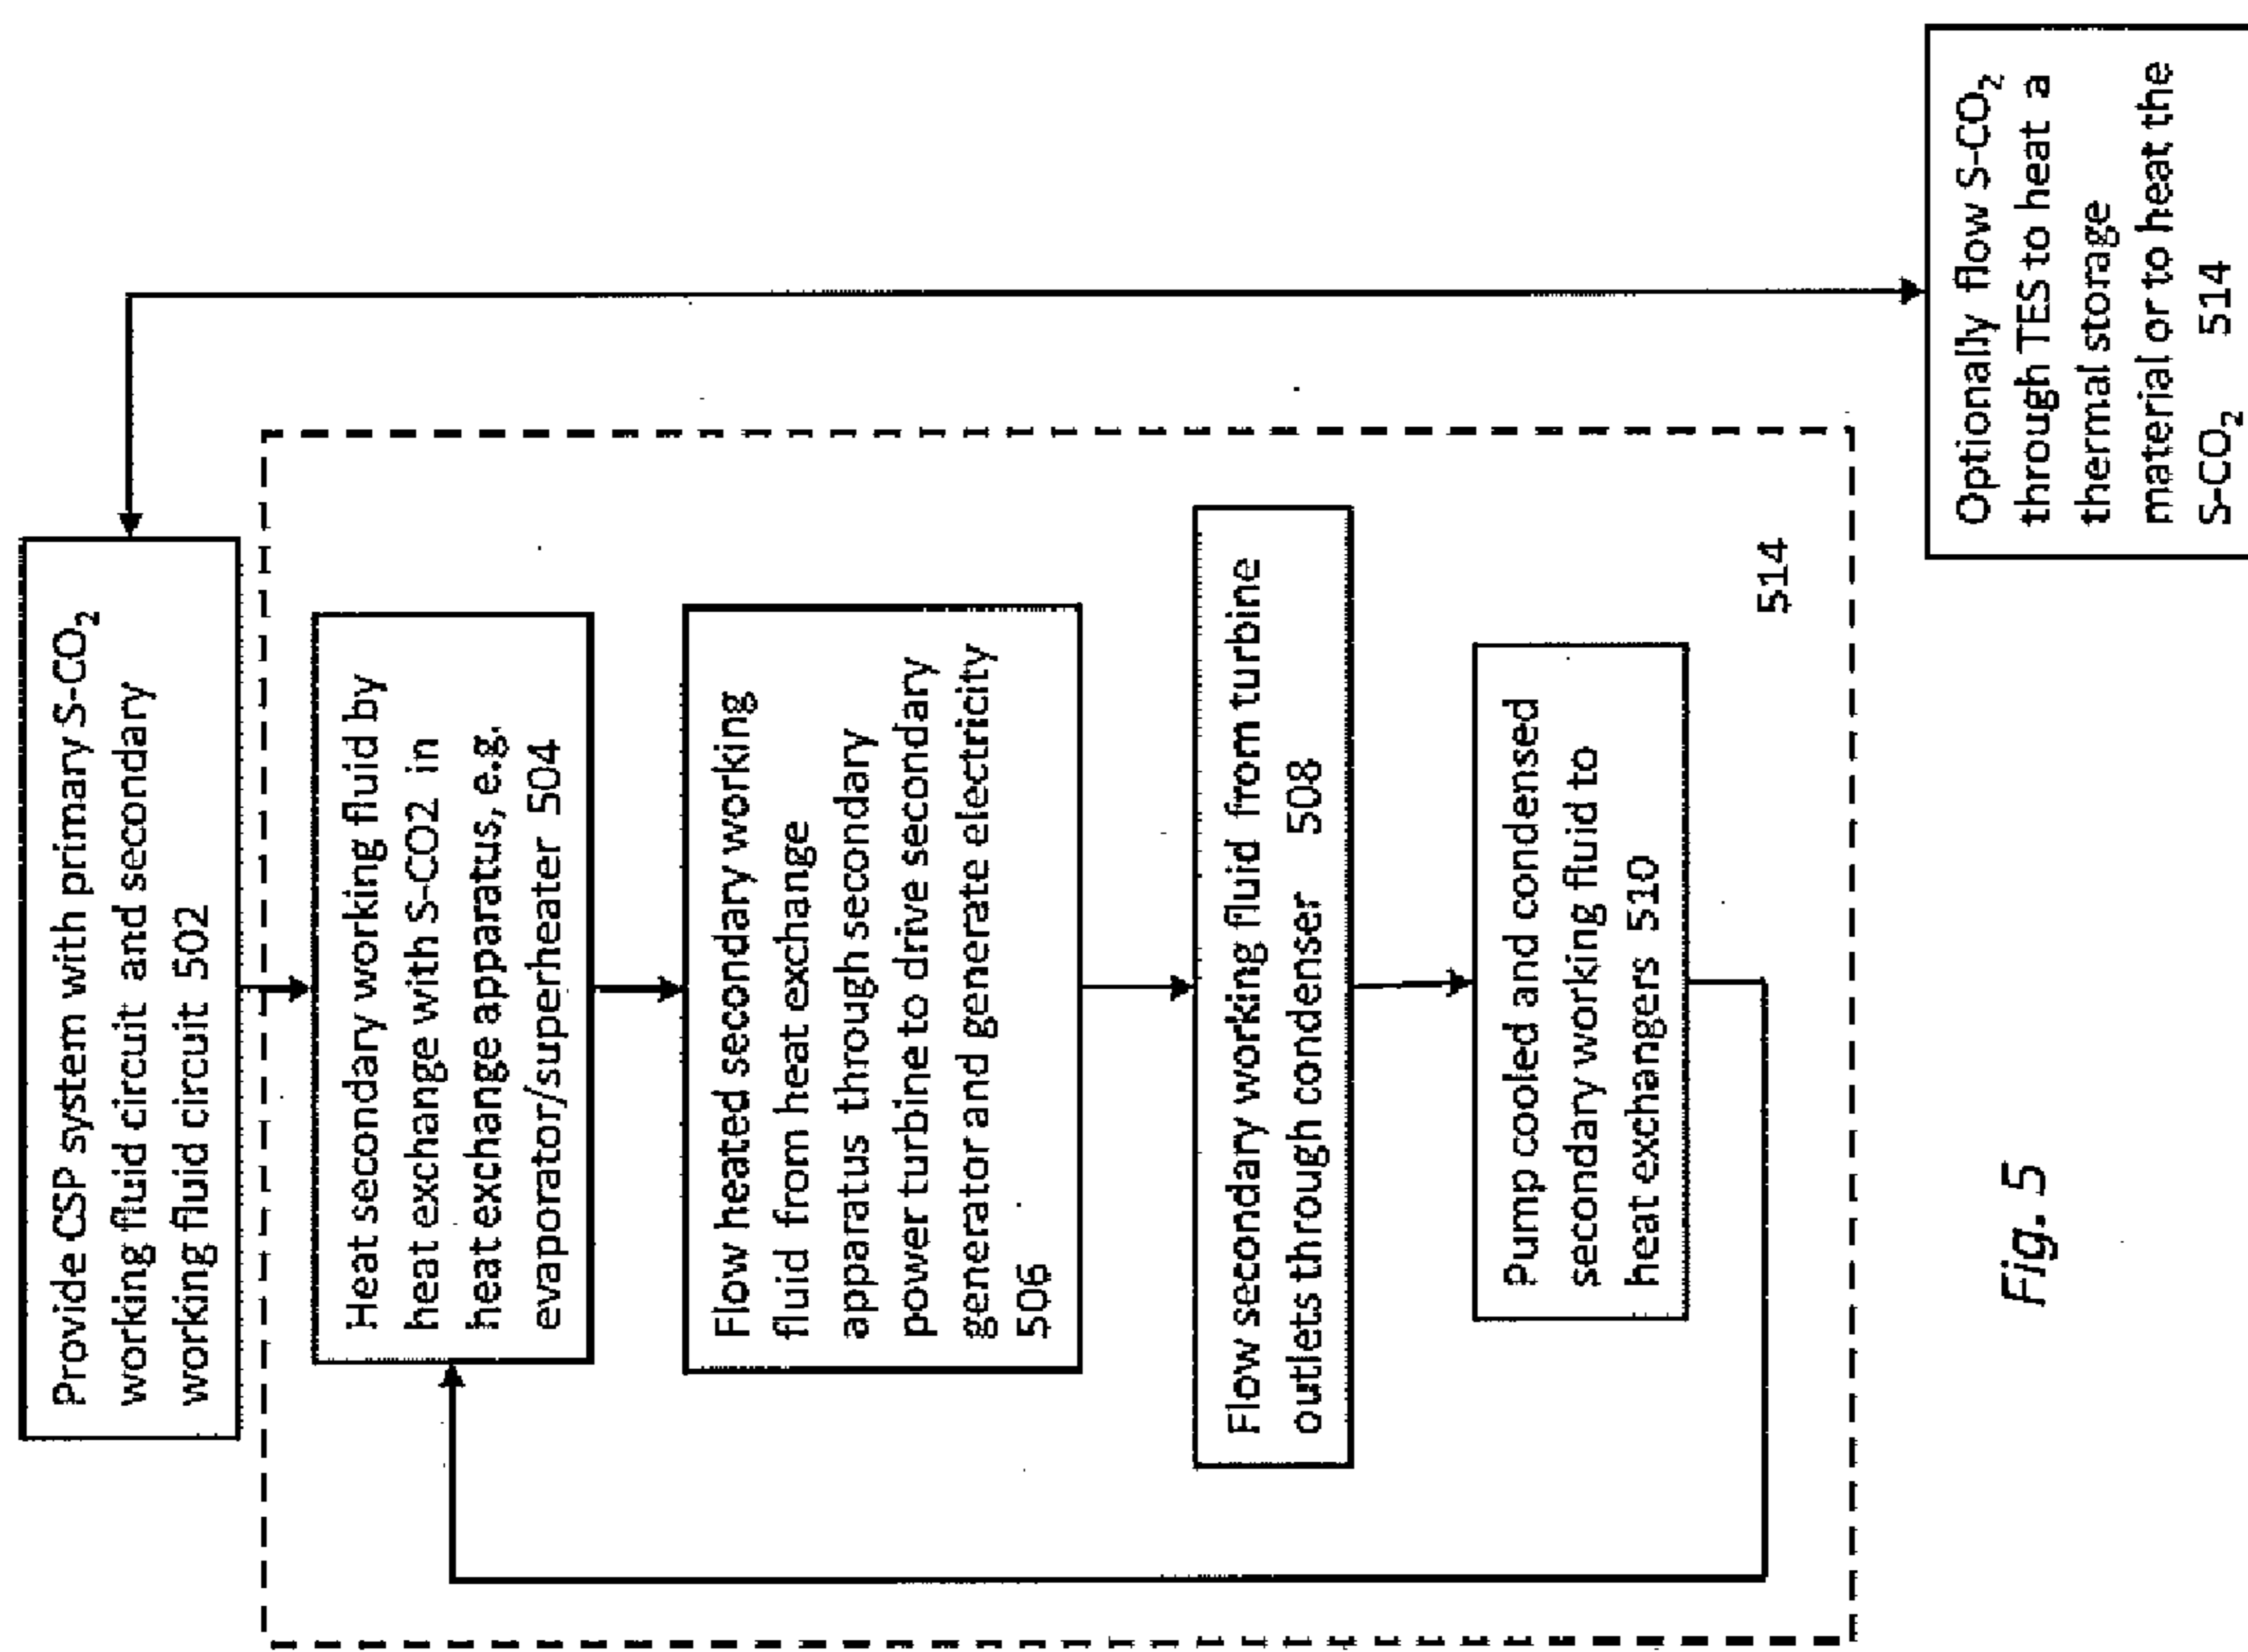 Provide CSP system with primary S-CO₂
working fluid circuit and secondary
working fluid circuit 502
Heat secondary working fluid by
heat exchange with S-CO2 in
heat exchange apparatus, e.g.
evaporator/superheater 504
Flow heated secondary working
fluid from heat exchange
apparatus through secondary
power turbine to drive secondary
generator and generate electricity
506
Flow secondary working fluid from turbine
outlets through condenser 508
Pump cooled and condensed
secondary working fluid to
heat exchangers 510
514
Optionally flow S-CO₂
through TES to heat a
thermal storage
material or to heat the
S-CO₂ 514
Fig. 5